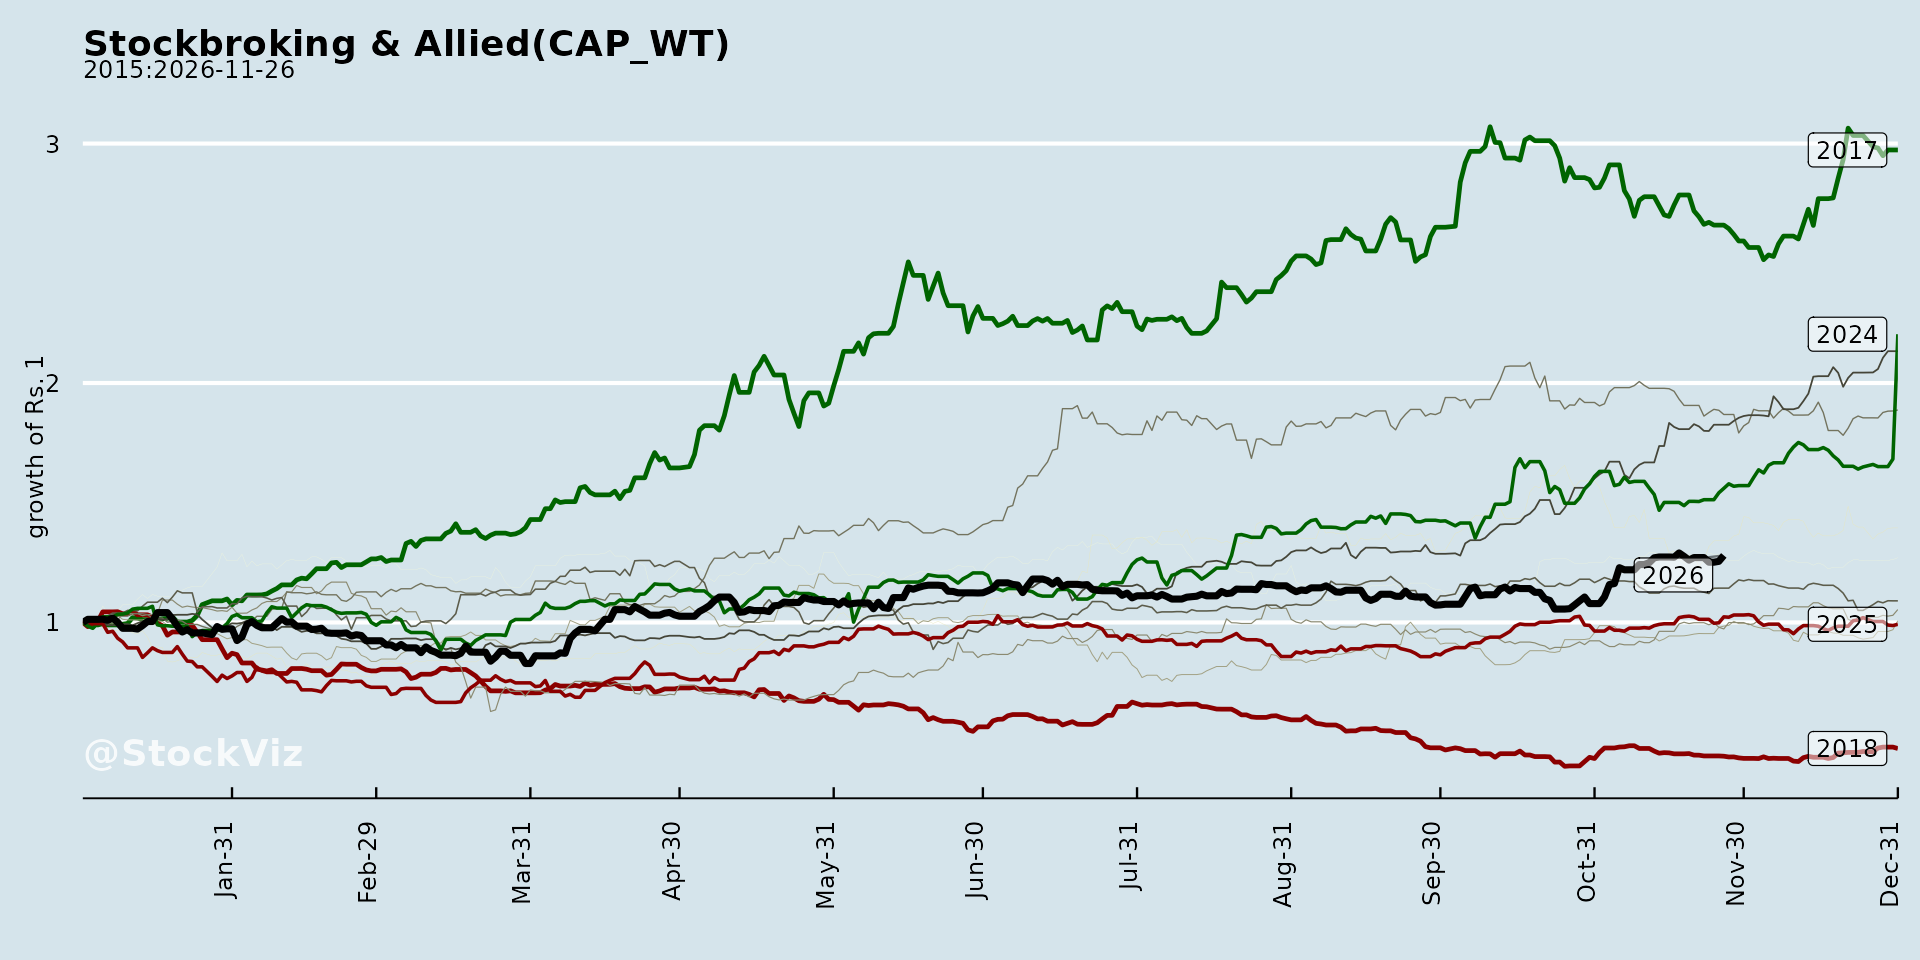 Stockbroking & Allied(CAP_WT)
2015:2026-11-26
growth of Rs. 1
3
2
1
2017
2024
2026
2025
2018
@StockViz
Jan-31
Feb-29
Mar-31
Apr-30
May-31
Jun-30
Jul-31
Aug-31
Sep-30
Oct-31
Nov-30
Dec-31